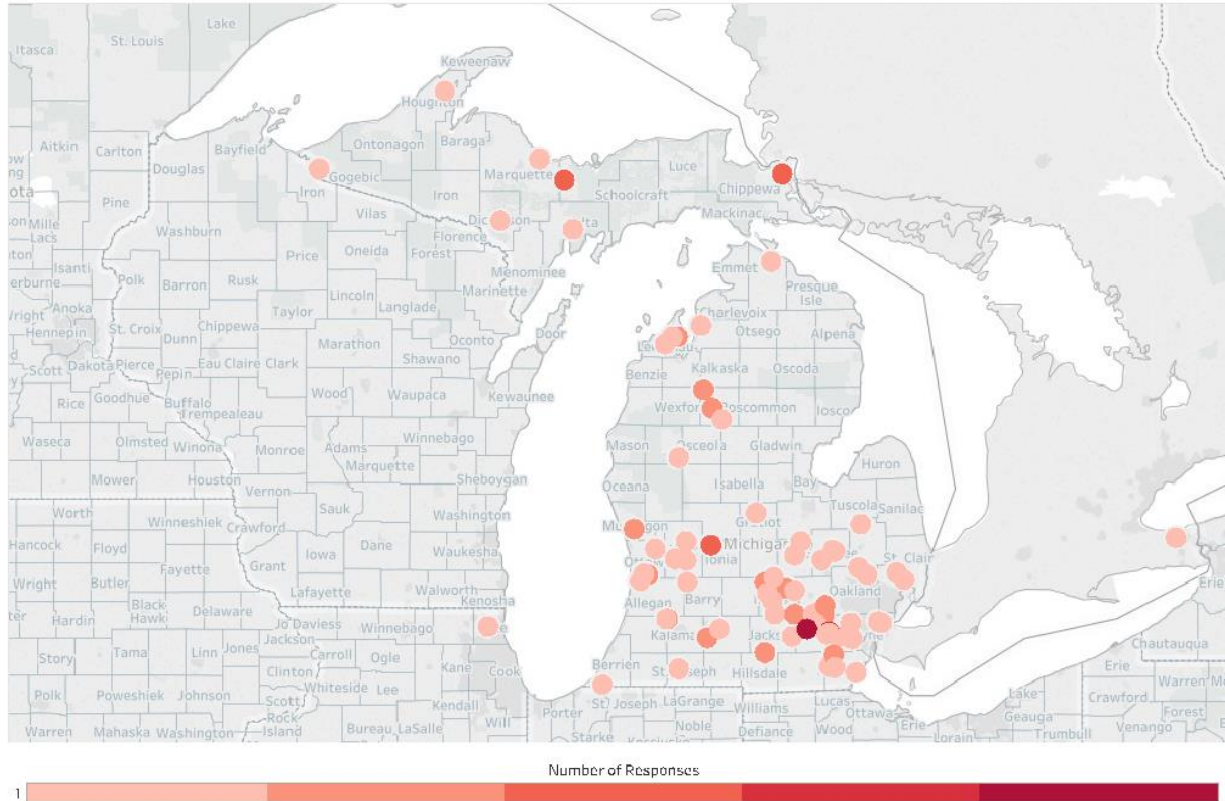 Lake
Itasca
St. Louis
Keweenaw
Houghton
Aitkin
Carlton
Douglas
Bayfield
Ontonagon
Baraga
Luce
Gogebic
Marquette
Iron
Iron
Schoolcraft
Chippewa
Pine
Vilas
Mackinac
Mille
Lacs
Washburn
Florence
Price
Oneida
Forest
Emmet
Isanti
Polk
Barron
Rusk
Menominee
Marinette
Presque
Isle
Lincoln
Langlade
Anoka
Taylor
Charlevoix
Hennepin
St. Croix
Chippewa
Oconto
Door
Otsego
Alpena
Dunn
Marathon
Scott
Dakota
Pierce
Eau Claire
Clark
Shawano
Benzie
Kalkaska
Oscoda
Pepin
Rice
Goodhue
Buffalo
Wood
Waupaca
Kewaunee
Trempealeau
Roscommon
Iosco
Waseca
Olmsted
Winona
Monroe
Adams
Winnebago
Mason
Osceola
Gladwin
Marquette
Mower
Houston
Sheboygan
Oceana
Isabella
Bay
Huron
Vernon
Worth
Winneshiek
Crawford
Sauk
Washington
Tuscola
Sanilac
Hancock
Floyd
Iowa
Dane
Waukesha
Michigan
Ionia
St. Clair
Wright
Butler
Fayette
Grant
Lafayette
Walworth
Kenosha
Allegan
Barry
Oakland
Erie
Hardin
Black
Hawk
Delaware
Jo Daviess
Winnebago
Jackson
Carroll
Ogle
Chautauqua
Story
Tama
Linn
Jones
Kane
Cook
Berrien
Hillsdale
Erie
Warren
Clinton
Whiteside
Lee
Polk
Poweshiek
Johnson
Scott
Kendall
Will
Porter
St. Joseph
LaGrange
Williams
Lucas
Ottawa
Lake
Geauga
Crawford
Forest
Warren
Mahaska
Washington
Rock
Island
Bureau
LaSalle
Starke
Noble
Defiance
Wood
Erie
Lorain
Trumbull
Venango
Number of Responses
1